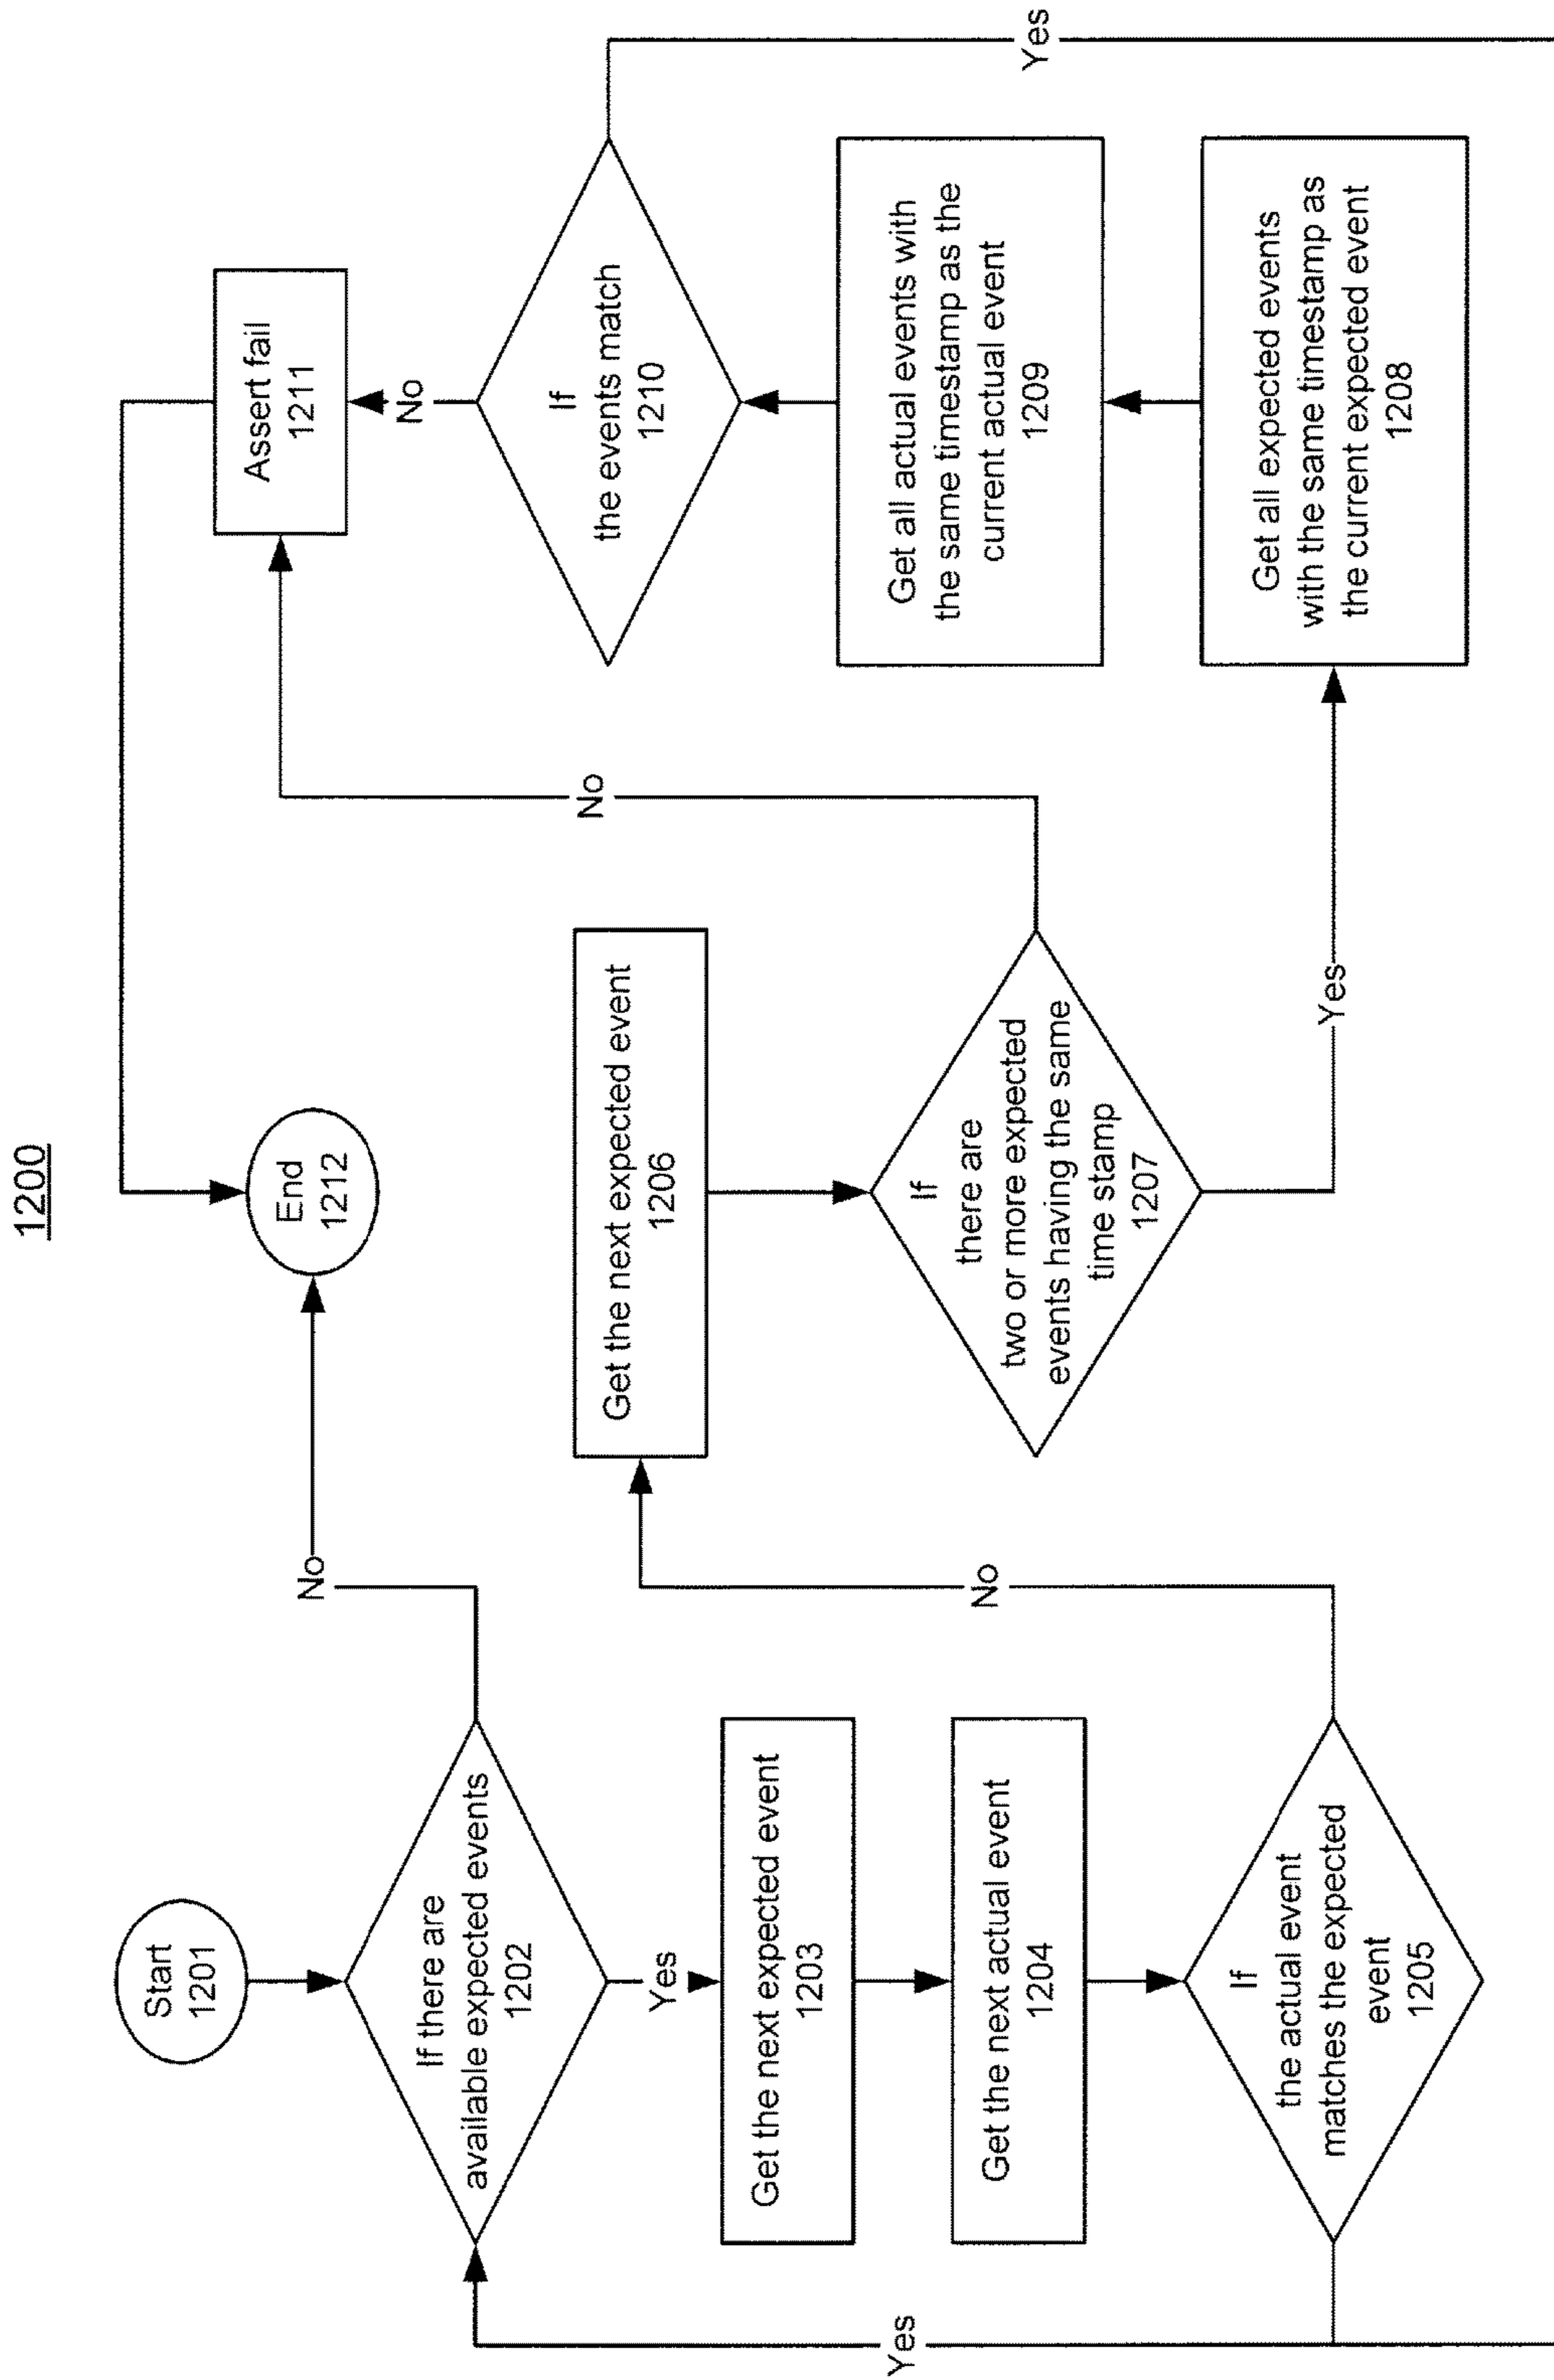 1200
Start
1201
If there are
available expected events
1202
No
Yes
Get the next expected event
1203
Get the next actual event
1204
If
the actual event
matches the expected
event
1205
Yes
No
End
1212
Get the next expected event
1206
If
there are
two or more expected
events having the same
time stamp
1207
No
Yes
Assert fail
1211
No
If
the events match
1210
Yes
Get all actual events with
the same timestamp as the
current actual event
1209
Get all expected events
with the same timestamp as
the current expected event
1208